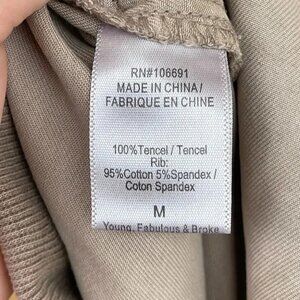 RN#106691
MADE IN CHINA/
FABRIQUE EN CHINE
100%Tencel / Tencel
Rib:
95%Cotton 5%Spandex/
Coton Spandex
M
Young, Fabulous & Broke